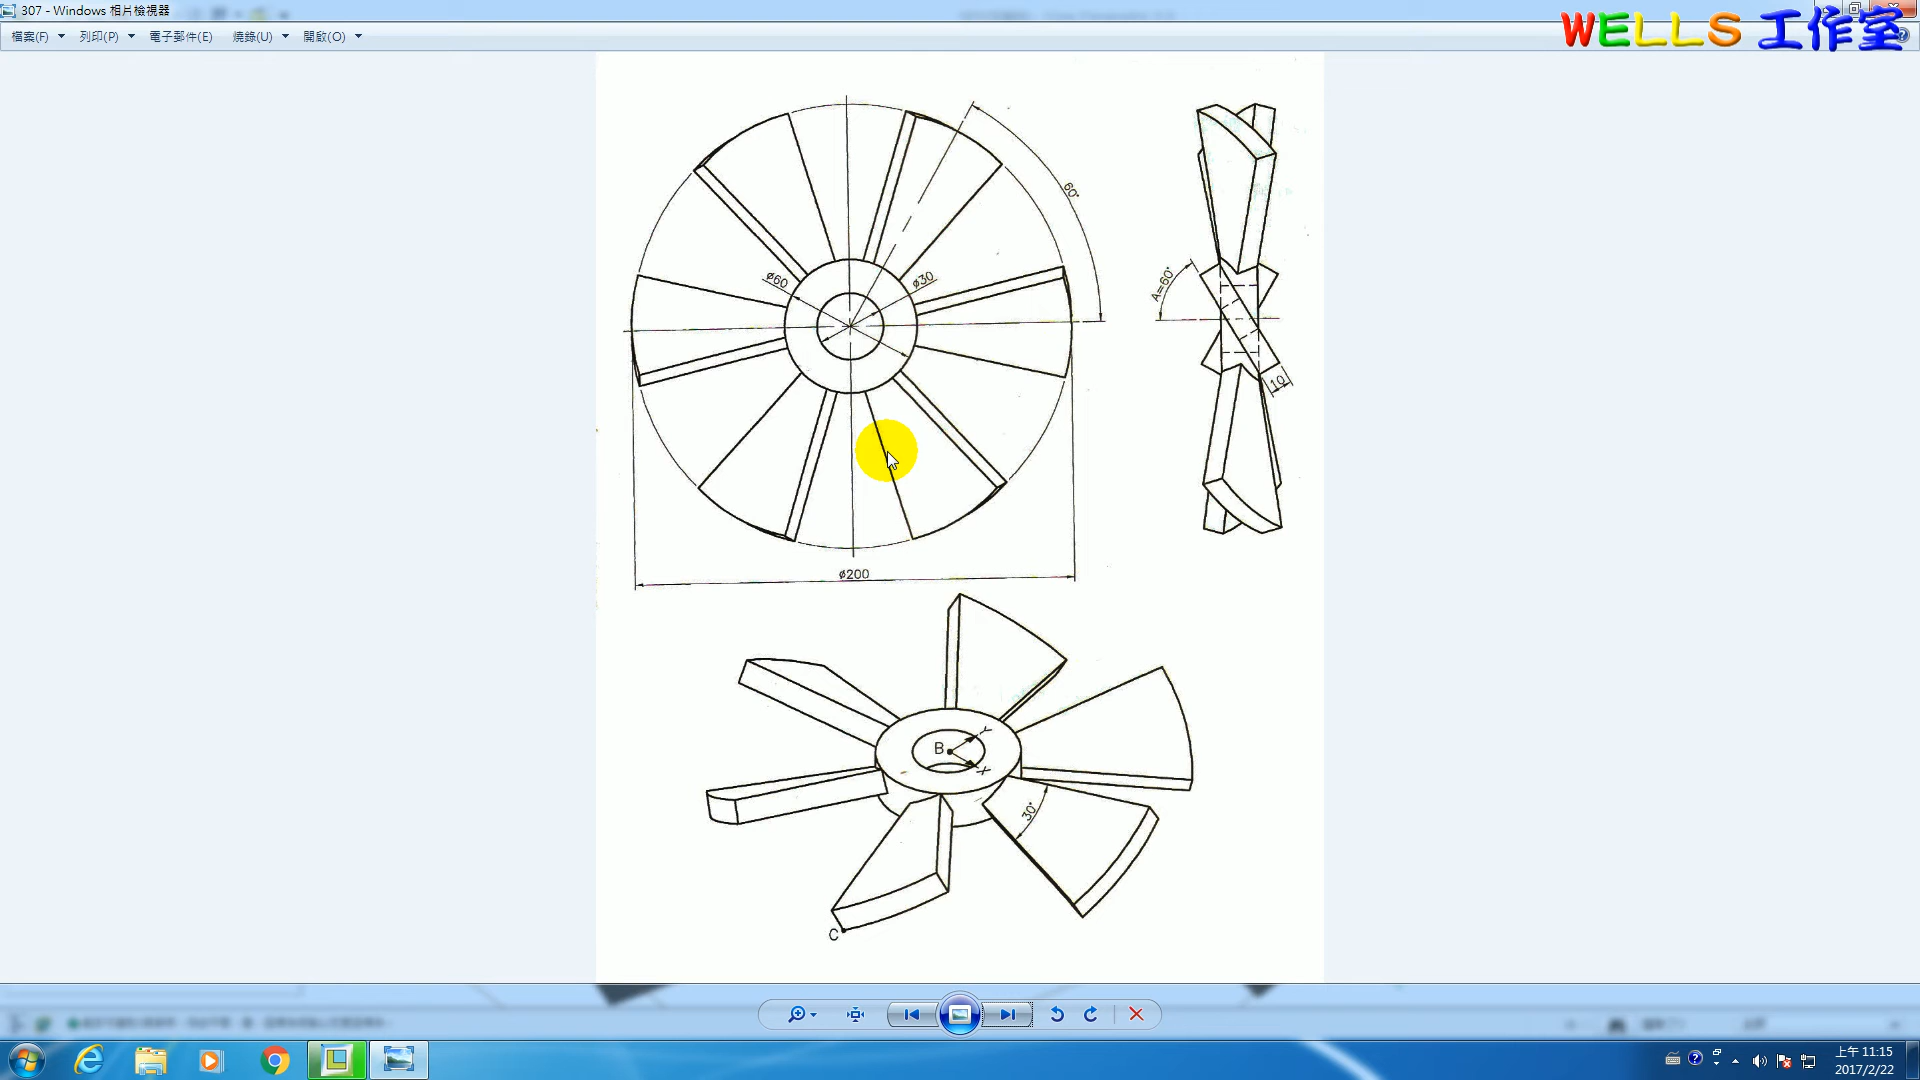 307 - Windows 相片檢視器
WELLS 工作室
檔案(F) 列印(P) 電子郵件(E) 燒錄(U) 開啟(O)
60°
ø60
ø30
A=60°
10
ø200
B
Y
X
30°
C
上午 11:15
2017/2/22